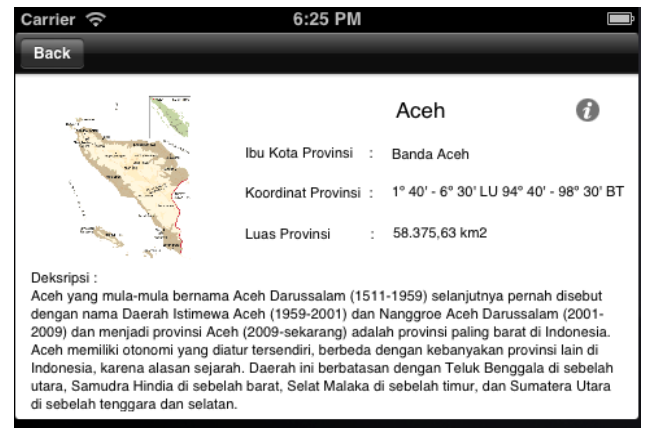 Carrier 6:25 PM
Back
Aceh
Ibu Kota Provinsi : Banda Aceh
Koordinat Provinsi : 1º 40' - 6º 30' LU 94º 40' - 98º 30' BT
Luas Provinsi : 58.375,63 km2
Deksripsi :
Aceh yang mula-mula bernama Aceh Darussalam (1511-1959) selanjutnya pernah disebut
dengan nama Daerah Istimewa Aceh (1959-2001) dan Nanggroe Aceh Darussalam (2001-
2009) dan menjadi provinsi Aceh (2009-sekarang) adalah provinsi paling barat di Indonesia.
Aceh memiliki otonomi yang diatur tersendiri, berbeda dengan kebanyakan provinsi lain di
Indonesia, karena alasan sejarah. Daerah ini berbatasan dengan Teluk Benggala di sebelah
utara, Samudra Hindia di sebelah barat, Selat Malaka di sebelah timur, dan Sumatera Utara
di sebelah tenggara dan selatan.